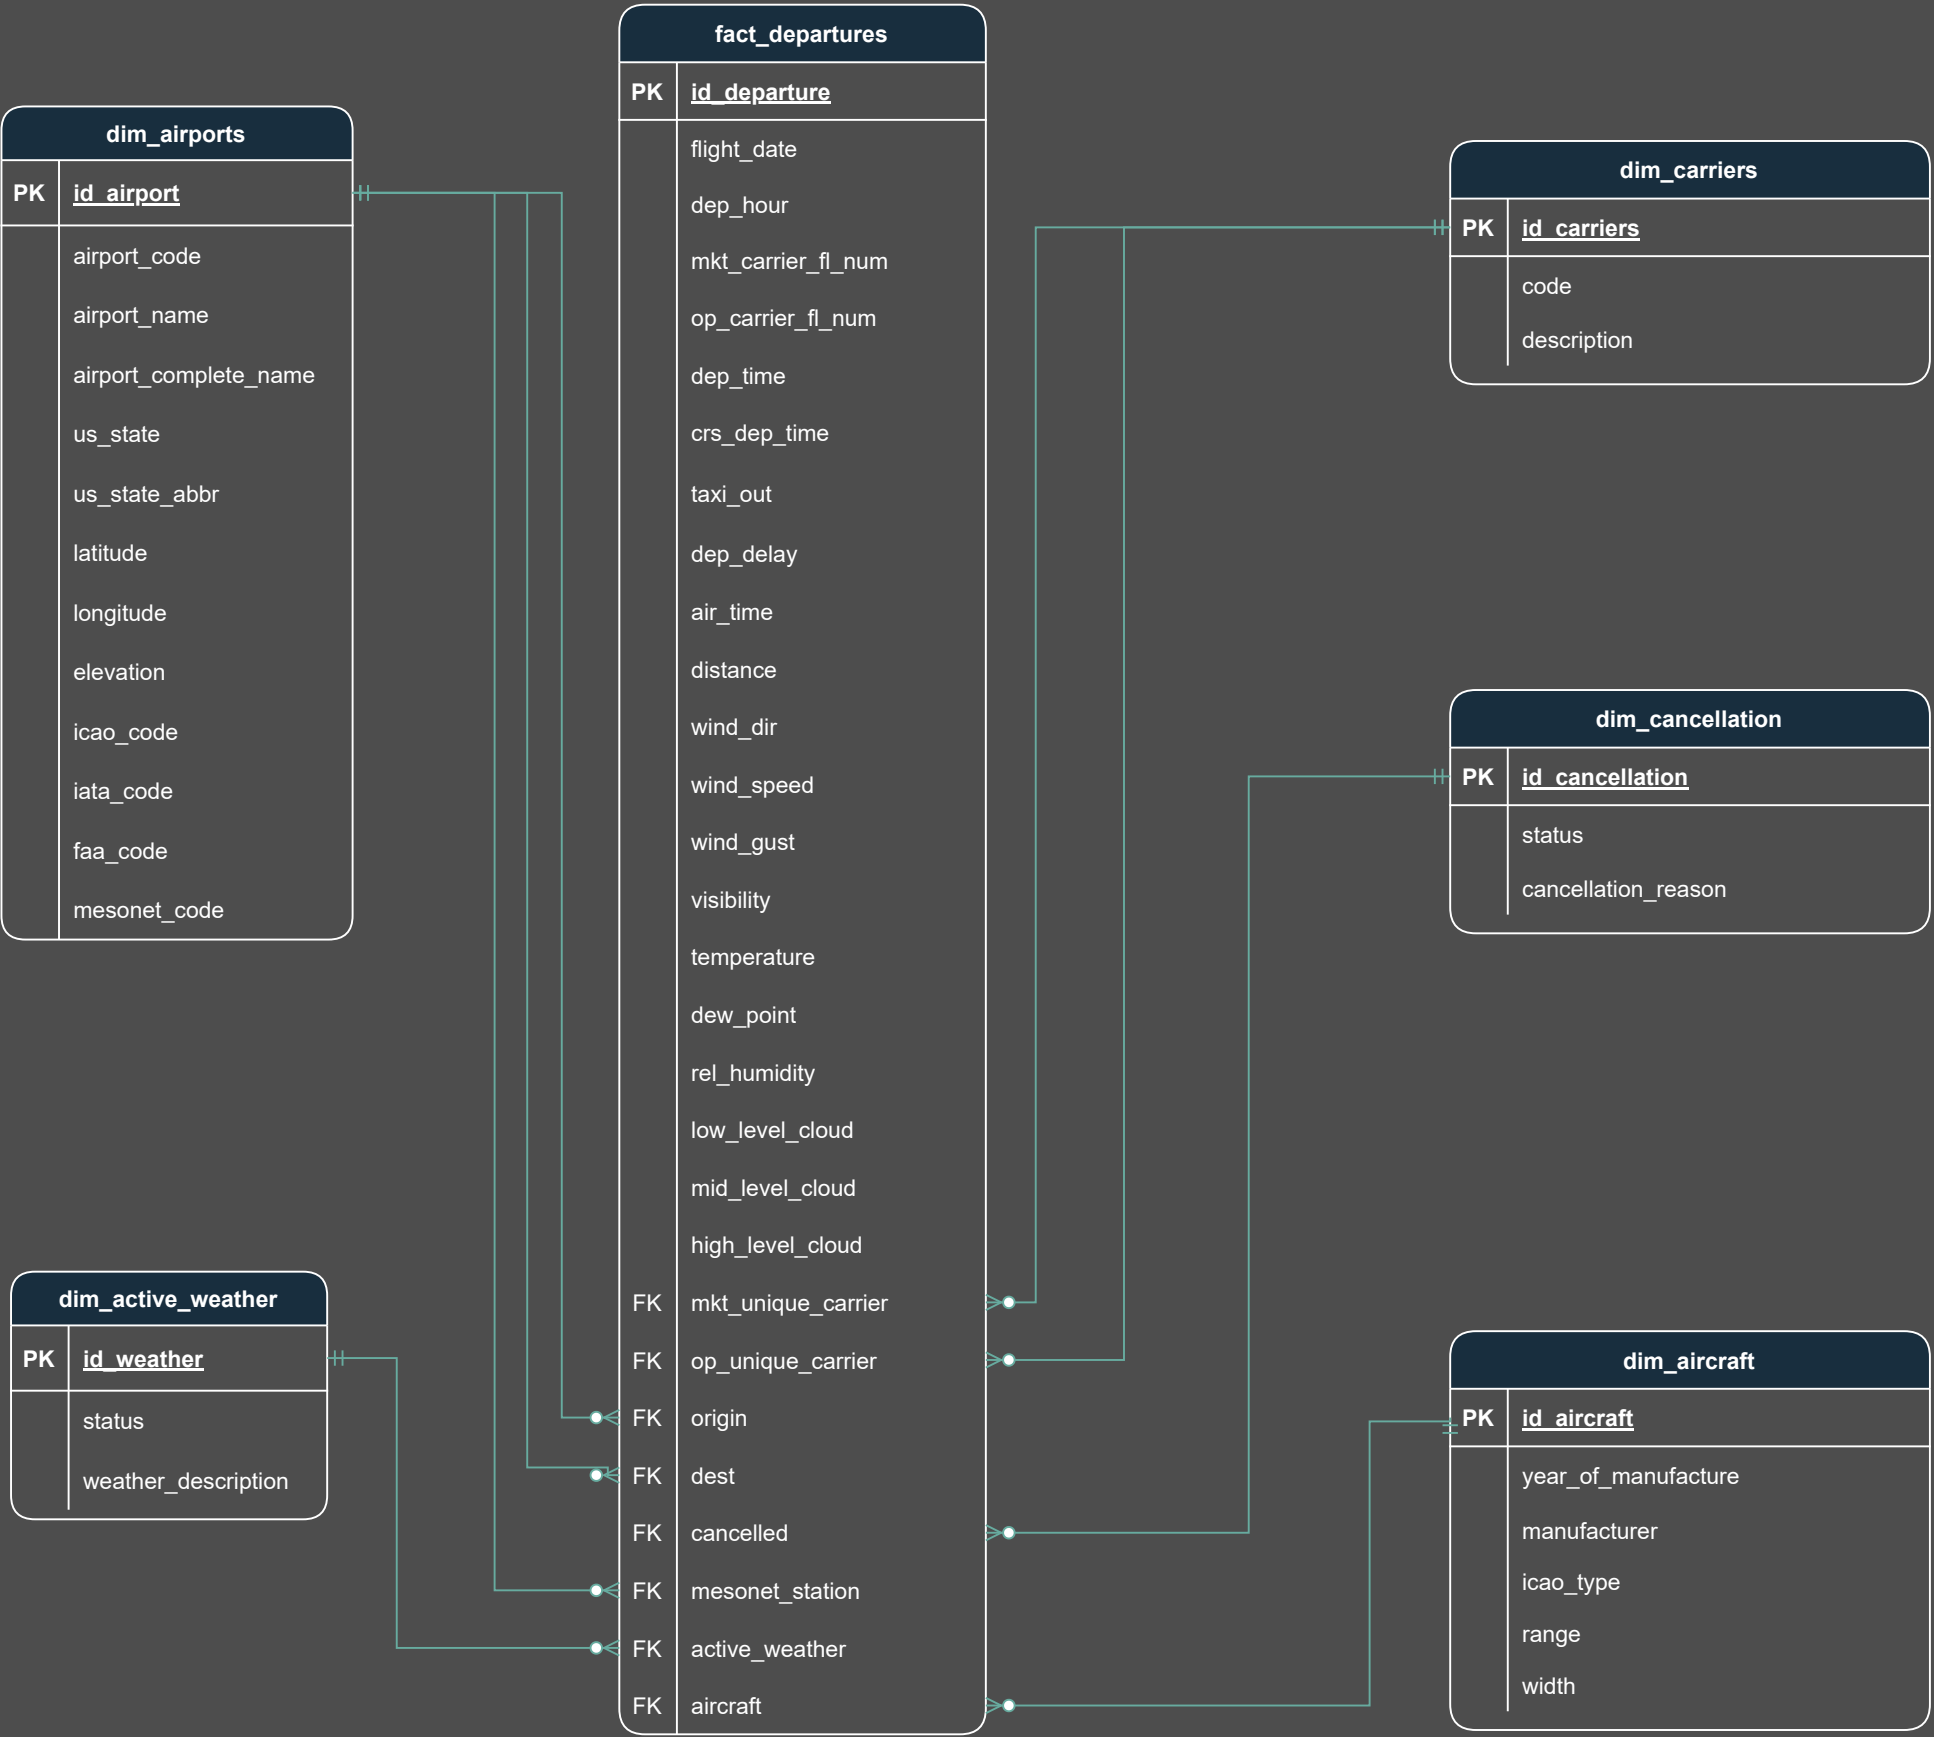 fact_departures
PK id_departure
flight_date
dep_hour
mkt_carrier_fl_num
op_carrier_fl_num
dep_time
crs_dep_time
taxi_out
dep_delay
air_time
distance
wind_dir
wind_speed
wind_gust
visibility
temperature
dew_point
rel_humidity
low_level_cloud
mid_level_cloud
high_level_cloud
FK mkt_unique_carrier
FK op_unique_carrier
FK origin
FK dest
FK cancelled
FK mesonet_station
FK active_weather
FK aircraft
dim_airports
PK id_airport
airport_code
airport_name
airport_complete_name
us_state
us_state_abbr
latitude
longitude
elevation
icao_code
iata_code
faa_code
mesonet_code
dim_active_weather
PK id_weather
status
weather_description
dim_carriers
PK id_carriers
code
description
dim_cancellation
PK id_cancellation
status
cancellation_reason
dim_aircraft
PK id_aircraft
year_of_manufacture
manufacturer
icao_type
range
width